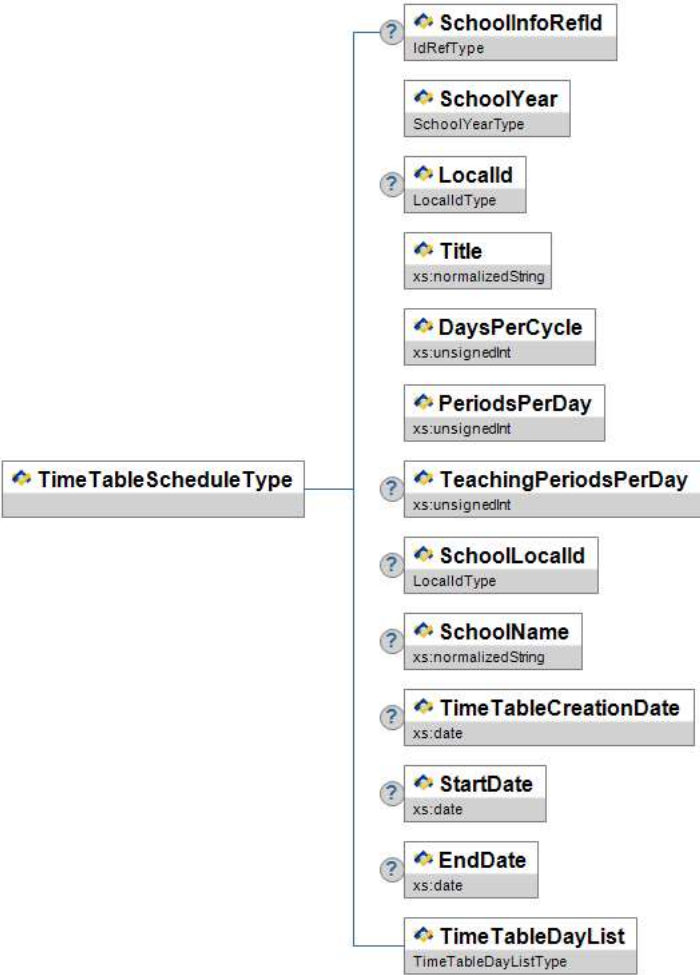 ? SchoolInfoRefId
IdRefType
SchoolYear
SchoolYearType
? LocalId
LocalIdType
Title
xs:normalizedString
DaysPerCycle
xs:unsignedInt
PeriodsPerDay
xs:unsignedInt
TimeTableScheduleType
? TeachingPeriodsPerDay
xs:unsignedInt
? SchoolLocalId
LocalIdType
? SchoolName
xs:normalizedString
? TimeTableCreationDate
xs:date
? StartDate
xs:date
? EndDate
xs:date
TimeTableDayList
TimeTableDayListType